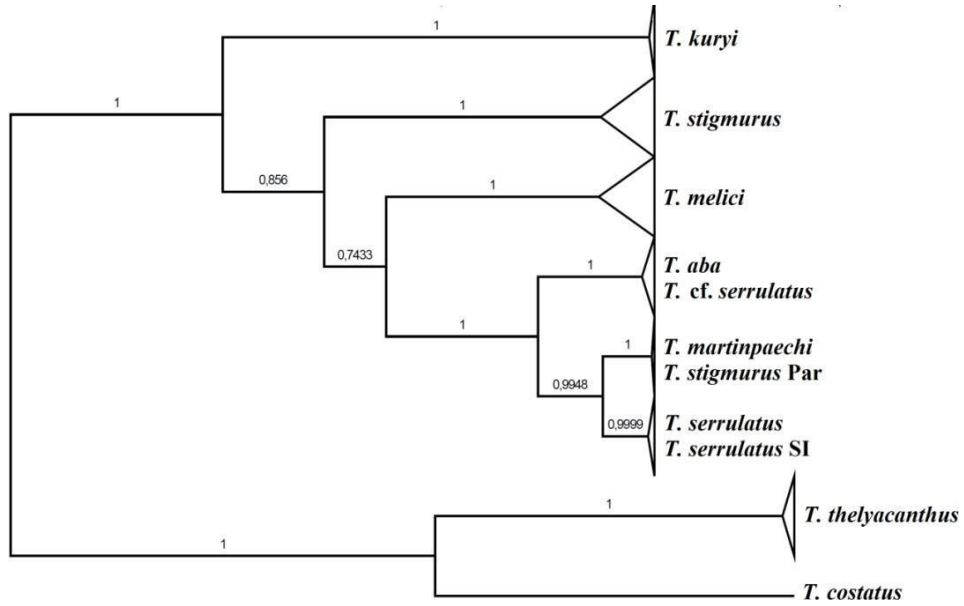 1
T. kuryi
1
1
T. stigmurus
0,856
1
T. melici
0,7433
1
T. aba
T. cf. serrulatus
1
1
T. martinpaechi
T. stigmurus Par
0,9948
0,9999
T. serrulatus
T. serrulatus SI
1
T. thelyacanthus
1
T. costatus